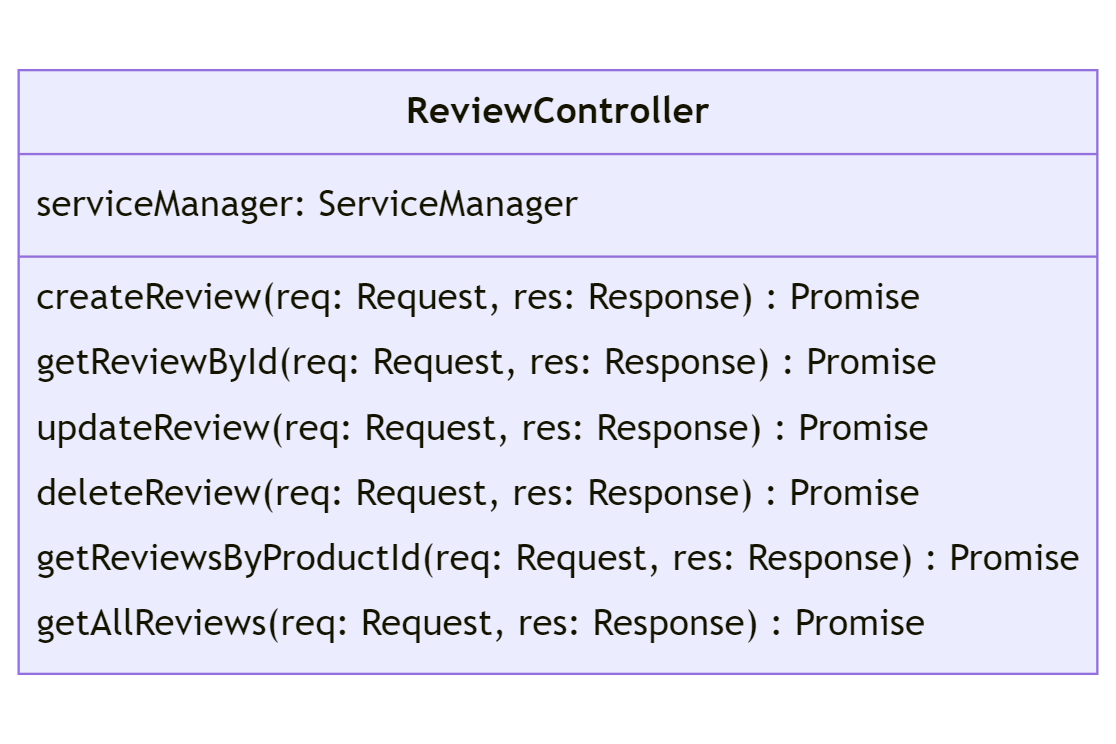 ReviewController
serviceManager: ServiceManager
createReview(req: Request, res: Response) : Promise
getReviewById(req: Request, res: Response) : Promise
updateReview(req: Request, res: Response) : Promise
deleteReview(req: Request, res: Response) : Promise
getReviewsByProductId(req: Request, res: Response) : Promise
getAllReviews(req: Request, res: Response) : Promise